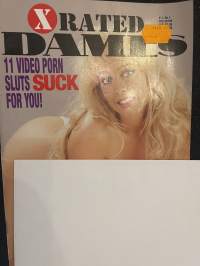 X RATED
DAMES
11 VIDEO PORN
SLUTS SUCK
FOR YOU!